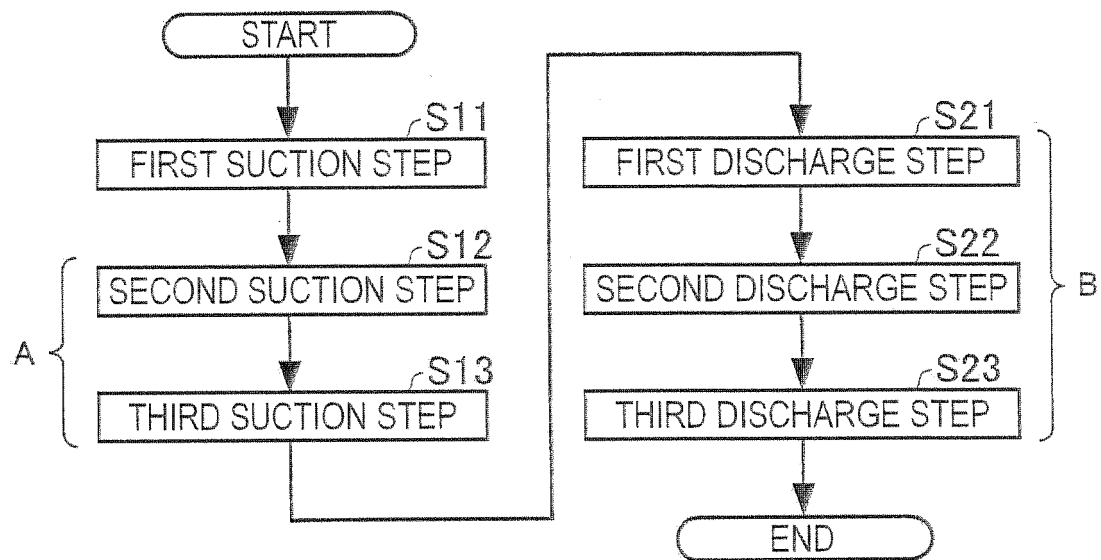 START
S11
FIRST SUCTION STEP
S12
SECOND SUCTION STEP
A
S13
THIRD SUCTION STEP
S21
FIRST DISCHARGE STEP
S22
SECOND DISCHARGE STEP
B
S23
THIRD DISCHARGE STEP
END